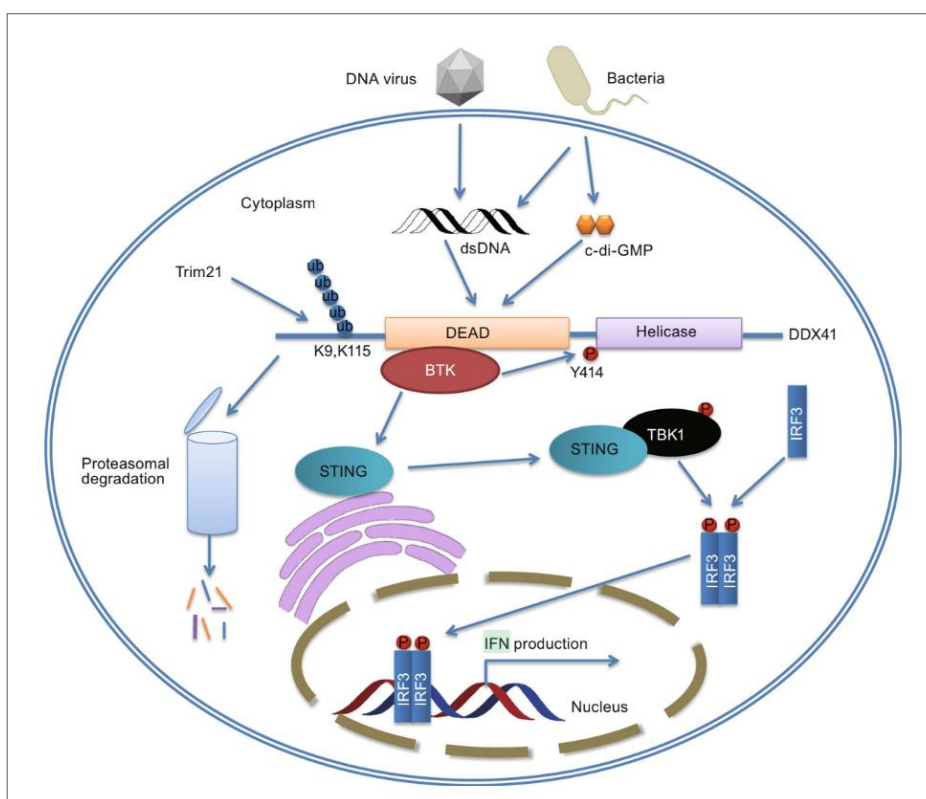 DNA virus
Bacteria
Cytoplasm
dsDNA
c-di-GMP
Trim21
ub
ub
ub
ub
ub
DEAD
Helicase
DDX41
K9,K115
BTK
P
Y414
P
IRF3
TBK1
STING
STING
Proteasomal
degradation
P
P
IRF3
IRF3
P
P
IFN production
IRF3
IRF3
Nucleus